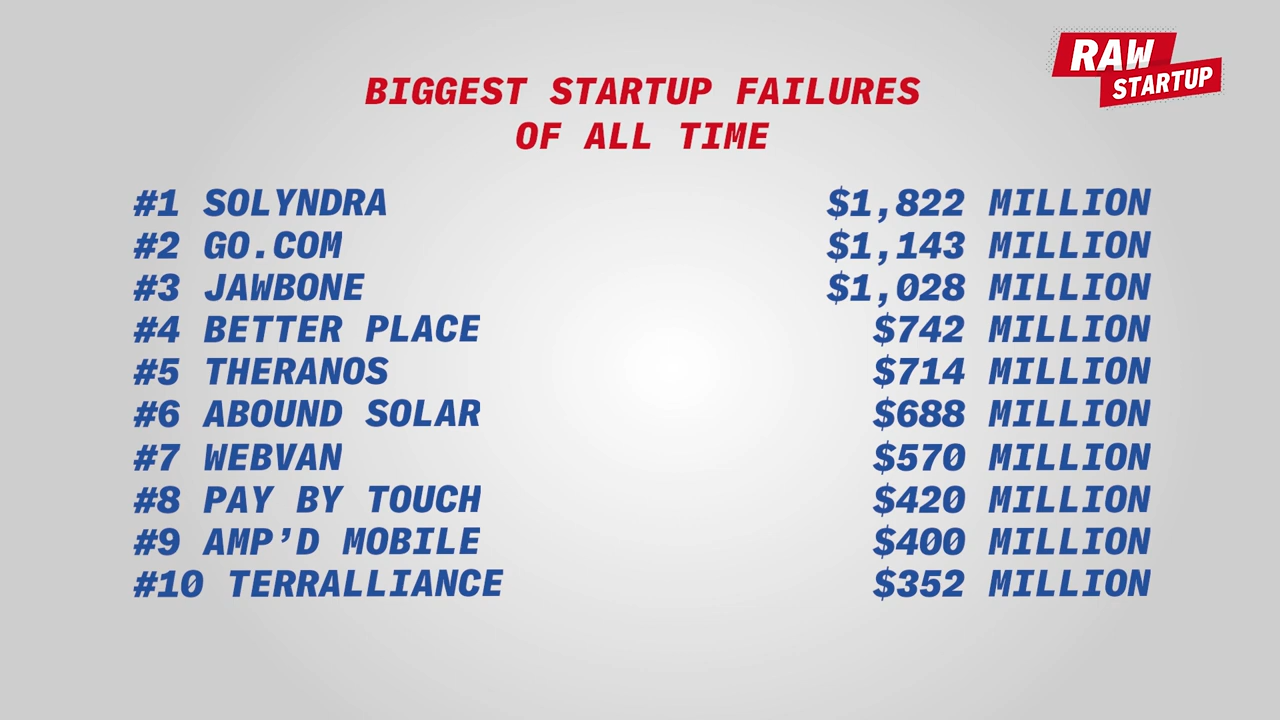 RAW
STARTUP
BIGGEST STARTUP FAILURES
OF ALL TIME
#1 SOLYNDRA $1,822 MILLION
#2 GO.COM $1,143 MILLION
#3 JAWBONE $1,028 MILLION
#4 BETTER PLACE $742 MILLION
#5 THERANOS $714 MILLION
#6 ABOUND SOLAR $688 MILLION
#7 WEBVAN $570 MILLION
#8 PAY BY TOUCH $420 MILLION
#9 AMP’D MOBILE $400 MILLION
#10 TERRALLIANCE $352 MILLION